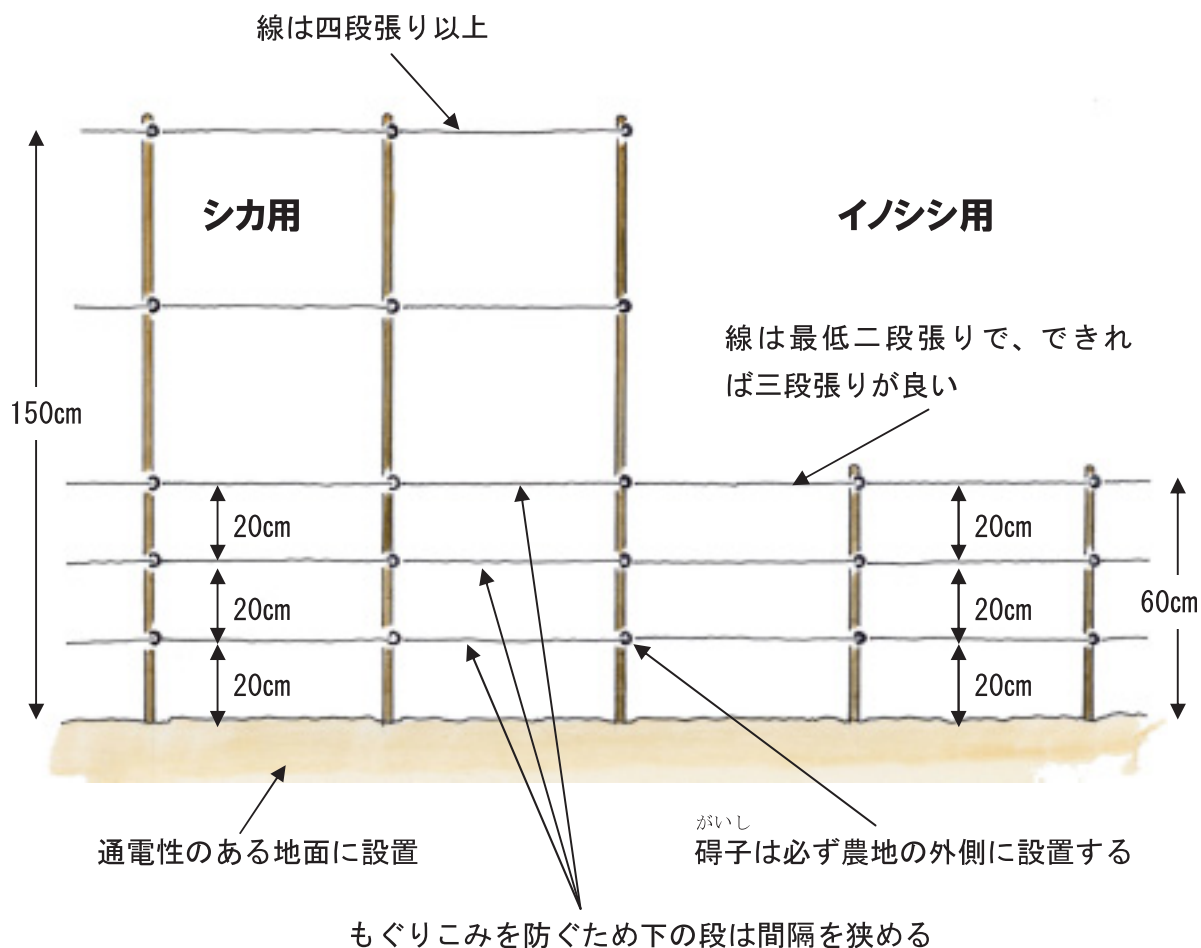 線は四段張り以上
シカ用
イノシシ用
線は最低二段張りで、できれ
ば三段張りが良い
150cm
20cm
20cm
20cm
20cm
20cm
20cm
60cm
通電性のある地面に設置
がいし
碍子は必ず農地の外側に設置する
もぐりこみを防ぐため下の段は間隔を狭める